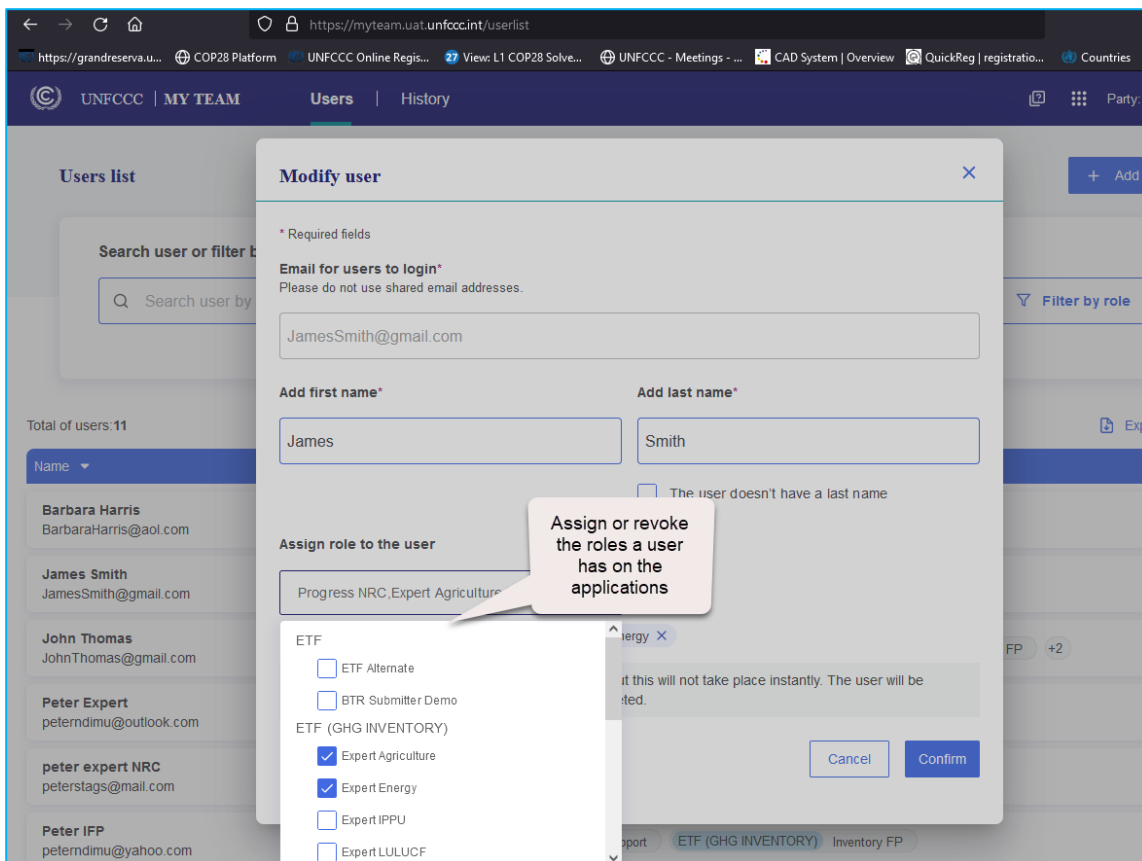 https://myteam.uat.unfccc.int/userlist
https://grandreserva.u... COP28 Platform UNFCCC Online Regis... 27 View: L1 COP28 Solve... UNFCCC - Meetings - ... CAD System | Overview QuickReg | registratio... Countries
UNFCCC | MY TEAM Users | History Party:
Users list
+ Add
Search user or filter b
Search user by
Filter by role
Total of users:11
Exp
Name
Barbara Harris
BarbaraHarris@aol.com
James Smith
JamesSmith@gmail.com
John Thomas
JohnThomas@gmail.com
FP +2
Peter Expert
peterndimu@outlook.com
peter expert NRC
peterstags@mail.com
Peter IFP
peterndimu@yahoo.com
pport ETF (GHG INVENTORY) Inventory FP
Modify user
* Required fields
Email for users to login*
Please do not use shared email addresses.
JamesSmith@gmail.com
Add first name*
Add last name*
James
Smith
The user doesn't have a last name
Assign role to the user
Progress NRC,Expert Agriculture
Assign or revoke
the roles a user
has on the
applications
nergy
ut this will not take place instantly. The user will be
eted.
ETF
ETF Alternate
BTR Submitter Demo
ETF (GHG INVENTORY)
Expert Agriculture
Expert Energy
Expert IPPU
Expert LULUCF
Cancel
Confirm